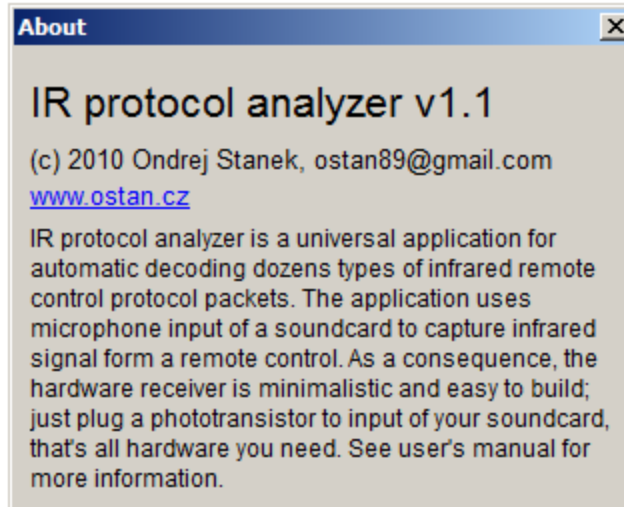 About
IR protocol analyzer v1.1
(c) 2010 Ondrej Stanek, ostan89@gmail.com
www.ostan.cz
IR protocol analyzer is a universal application for
automatic decoding dozens types of infrared remote
control protocol packets. The application uses
microphone input of a soundcard to capture infrared
signal form a remote control. As a consequence, the
hardware receiver is minimalistic and easy to build;
just plug a phototransistor to input of your soundcard,
that's all hardware you need. See user's manual for
more information.